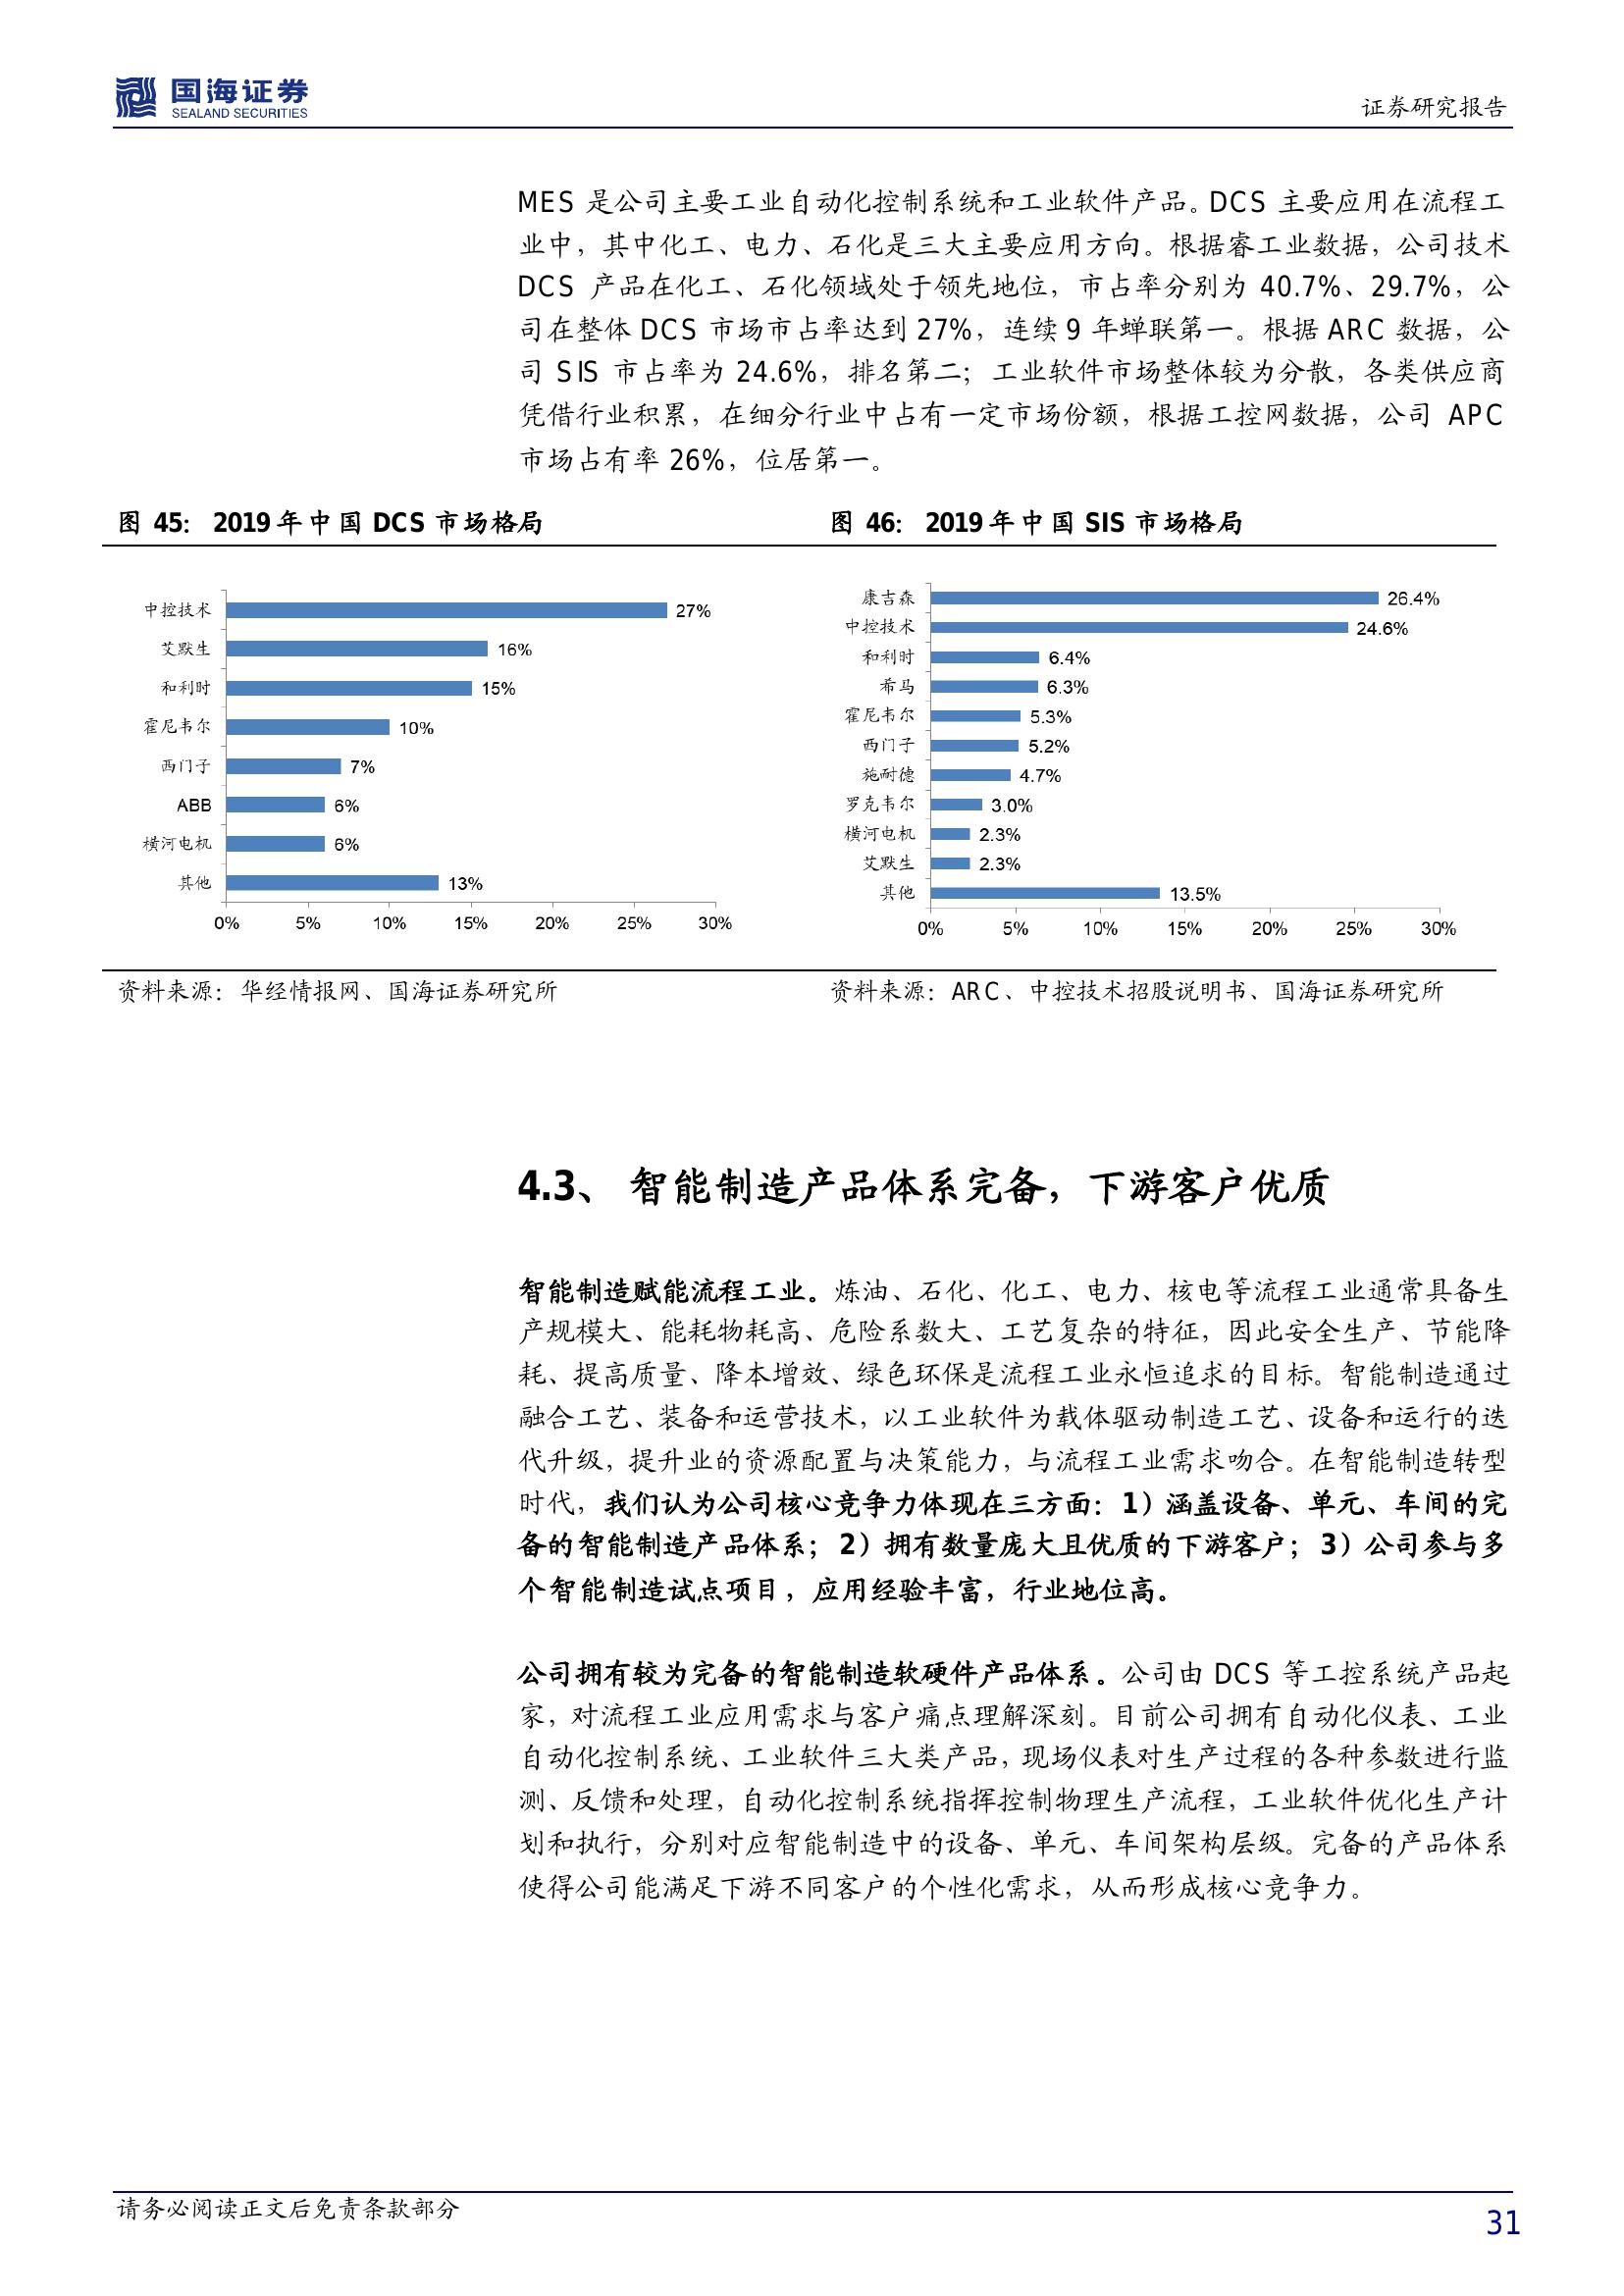 国海证券
SEALAND SECURITIES
证券研究报告
MES 是公司主要工业自动化控制系统和工业软件产品。DCS 主要应用在流程工
业中，其中化工、电力、石化是三大主要应用方向。根据睿工业数据，公司技术
DCS 产品在化工、石化领域处于领先地位，市占率分别为 40.7%、29.7%，公
司在整体 DCS 市场市占率达到 27%，连续 9 年蝉联第一。根据 ARC 数据，公
司 SIS 市占率为 24.6%，排名第二；工业软件市场整体较为分散，各类供应商
凭借行业积累，在细分行业中占有一定市场份额，根据工控网数据，公司 APC
市场占有率 26%，位居第一。
图 45： 2019 年中国 DCS 市场格局
中控技术 27%
艾默生 16%
和利时 15%
霍尼韦尔 10%
西门子 7%
ABB 6%
横河电机 6%
其他 13%
0% 5% 10% 15% 20% 25% 30%
资料来源：华经情报网、国海证券研究所
图 46： 2019 年中国 SIS 市场格局
康吉森 26.4%
中控技术 24.6%
和利时 6.4%
希马 6.3%
霍尼韦尔 5.3%
西门子 5.2%
施耐德 4.7%
罗克韦尔 3.0%
横河电机 2.3%
艾默生 2.3%
其他 13.5%
0% 5% 10% 15% 20% 25% 30%
资料来源：ARC、中控技术招股说明书、国海证券研究所
4.3、 智能制造产品体系完备，下游客户优质
智能制造赋能流程工业。炼油、石化、化工、电力、核电等流程工业通常具备生
产规模大、能耗物耗高、危险系数大、工艺复杂的特征，因此安全生产、节能降
耗、提高质量、降本增效、绿色环保是流程工业永恒追求的目标。智能制造通过
融合工艺、装备和运营技术，以工业软件为载体驱动制造工艺、设备和运行的迭
代升级，提升业的资源配置与决策能力，与流程工业需求吻合。在智能制造转型
时代，我们认为公司核心竞争力体现在三方面：1）涵盖设备、单元、车间的完
备的智能制造产品体系；2）拥有数量庞大且优质的下游客户；3）公司参与多
个智能制造试点项目，应用经验丰富，行业地位高。
公司拥有较为完备的智能制造软硬件产品体系。公司由 DCS 等工控系统产品起
家，对流程工业应用需求与客户痛点理解深刻。目前公司拥有自动化仪表、工业
自动化控制系统、工业软件三大类产品，现场仪表对生产过程的各种参数进行监
测、反馈和处理，自动化控制系统指挥控制物理生产流程，工业软件优化生产计
划和执行，分别对应智能制造中的设备、单元、车间架构层级。完备的产品体系
使得公司能满足下游不同客户的个性化需求，从而形成核心竞争力。
请务必阅读正文后免责条款部分
31